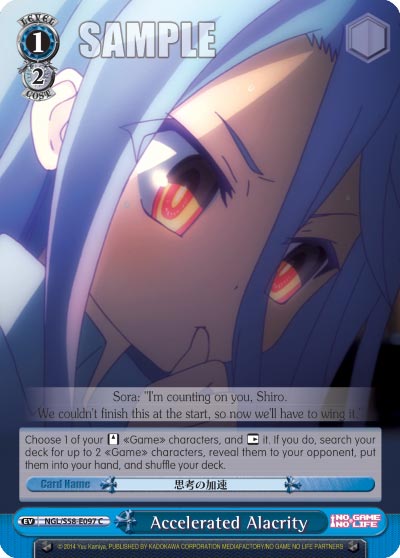 LEVEL
1
2
COST
SAMPLE
Sora: "I'm counting on you, Shiro.
We couldn't finish this at the start, so now we'll have to wing it."
Choose 1 of your «Game» characters, and it. If you do, search your
deck for up to 2 «Game» characters, reveal them to your opponent, put
them into your hand, and shuffle your deck.
Card Name 思考の加速
EV NGL/S58-E097 C Accelerated Alacrity NO GAME NO LIFE
©2014 Yuu Kamiya, PUBLISHED BY KADOKAWA CORPORATION MEDIAFACTORY/NO GAME NO LIFE PARTNERS